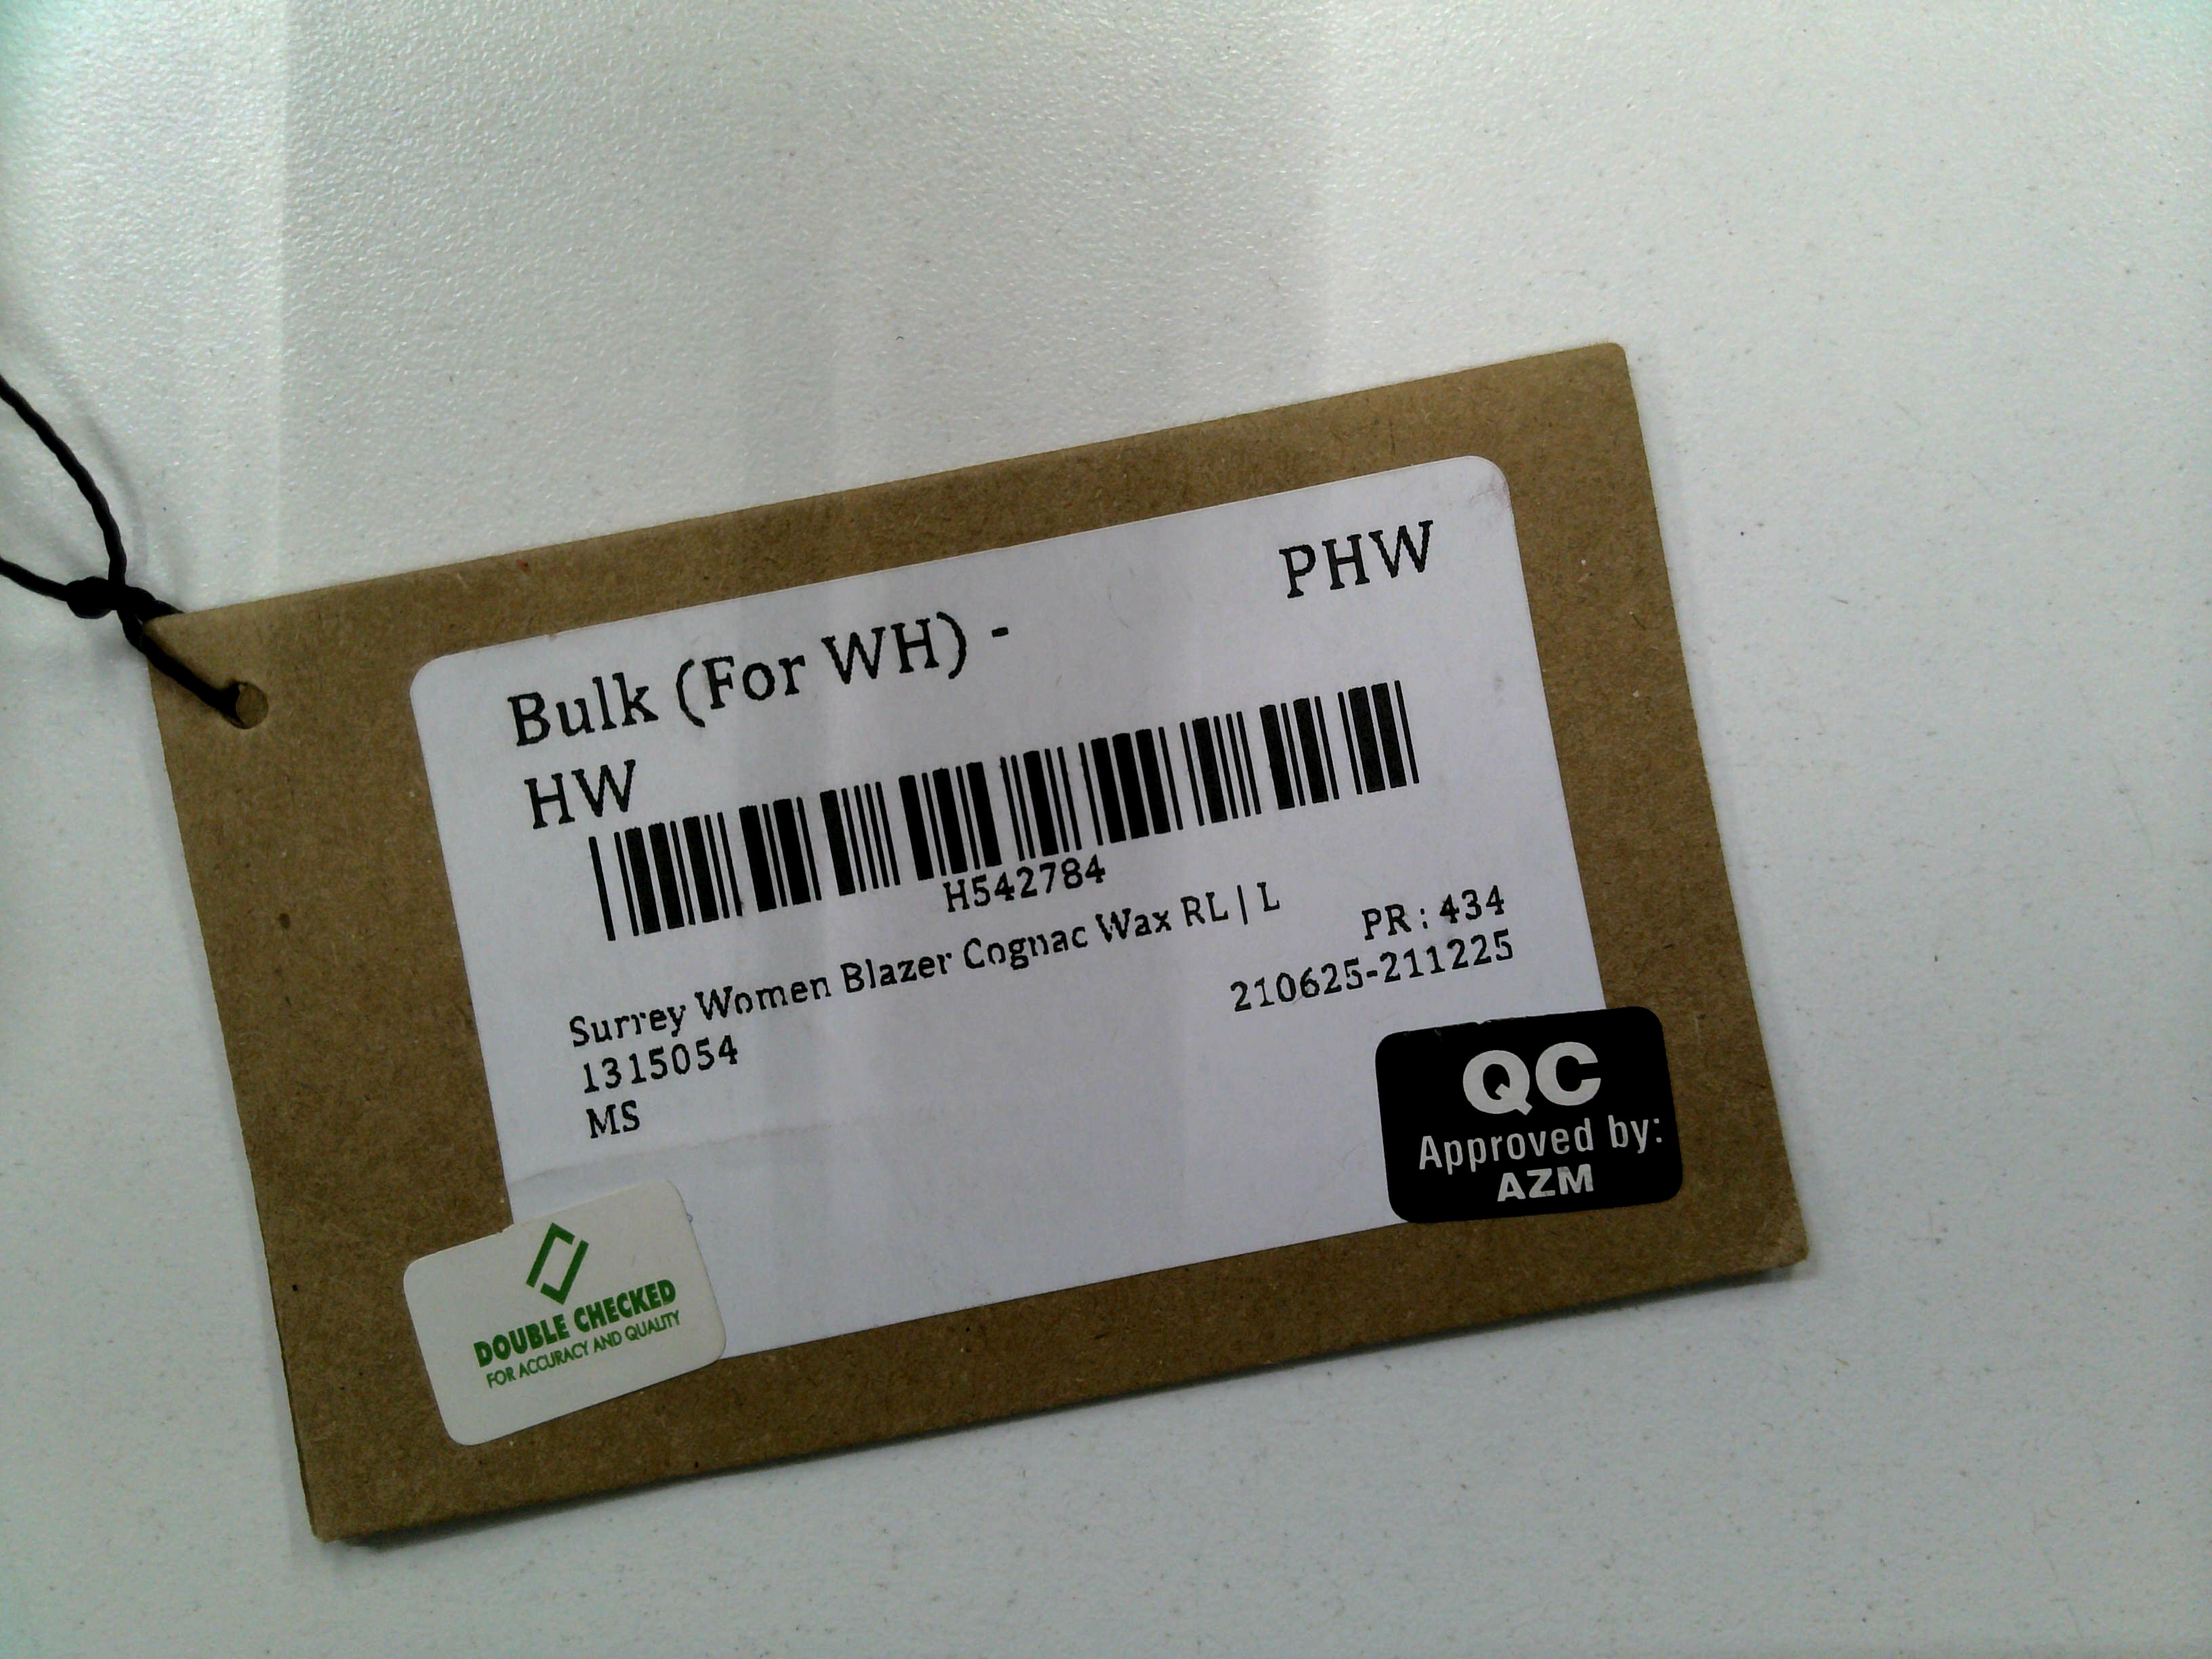 PHW
Bulk (For WH) -
HW
H542784
Surrey Women Blazer Cognac Wax RL | L
PR : 434
1315054
210625-211225
MS
QC
Approved by:
AZM
DOUBLE CHECKED
FOR ACCURACY AND QUALITY